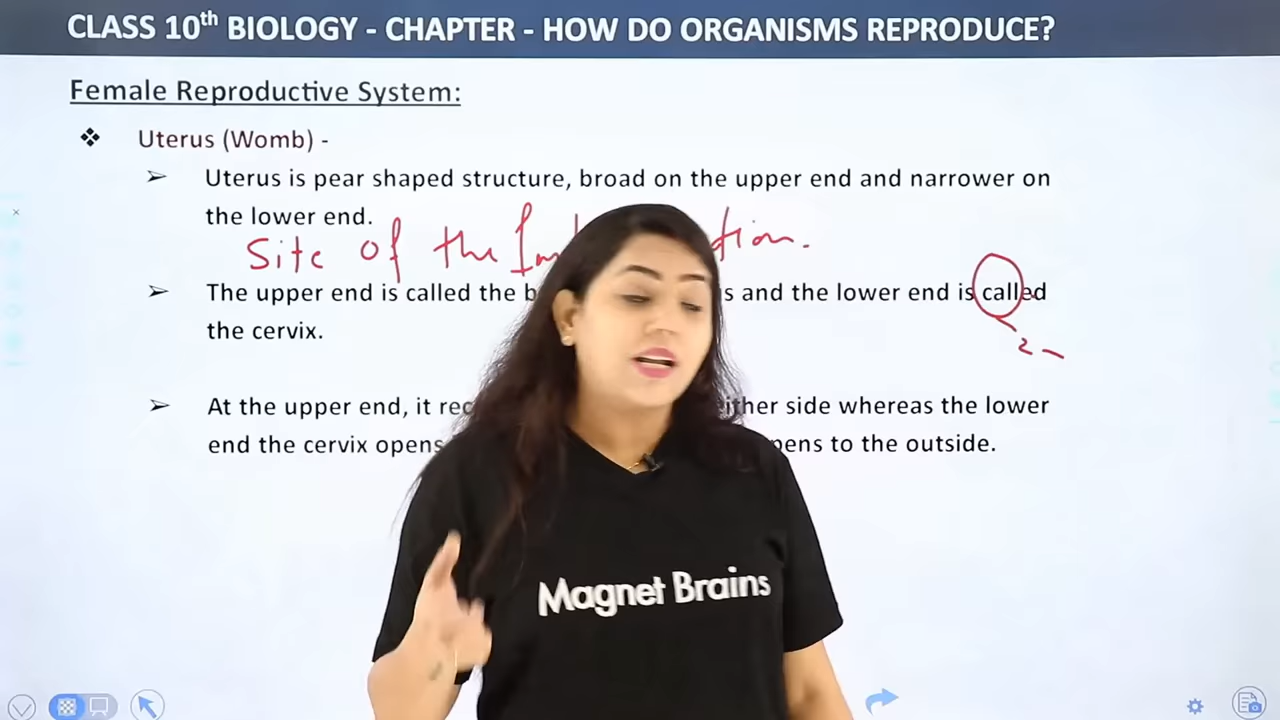 CLASS 10th BIOLOGY - CHAPTER - HOW DO ORGANISMS REPRODUCE?
Female Reproductive System:
Uterus (Womb) -
Uterus is pear shaped structure, broad on the upper end and narrower on
the lower end.
Site of the
The upper end is called the and the lower end is called
the cervix.
2
At the upper end, it side whereas the lower
end the cervix opens to the outside.
Magnet Brains